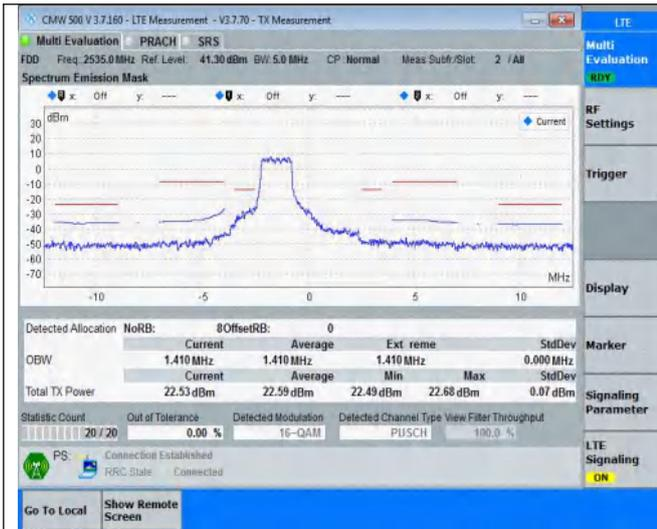 CMW 500 V 3.7.160 - LTE Measurement - V3.7.70 - TX Measurement
LTE
Multi Evaluation PRACH SRS
Multi Evaluation
RDY
FDD Freq.:2535.0 MHz Ref. Level: 41.30 dBm BW: 5.0 MHz CP :Normal Meas Subfr./Slot: 2 / All
Spectrum Emission Mask
x: Off y: --- x: Off y: --- x: Off y: ---
dBm
Current
30
20
10
0
-10
-20
-30
-40
-50
-60
-70
MHz
-10 -5 0 5 10
RF Settings
Trigger
Display
Marker
Signaling Parameter
LTE Signaling
ON
Detected Allocation NoRB: 8OffsetRB: 0
Current Average Ext reme StdDev
OBW 1.410 MHz 1.410 MHz 1.410 MHz 0.000 MHz
Current Average Min Max StdDev
Total TX Power 22.53 dBm 22.59 dBm 22.49 dBm 22.68 dBm 0.07 dBm
Statistic Count Out of Tolerance Detected Modulation Detected Channel Type View Filter Throughput
20 / 20 0.00 % 16-QAM PUSCH 100.0 %
PS: Connection Established
RRC State Connected
Go To Local Show Remote Screen